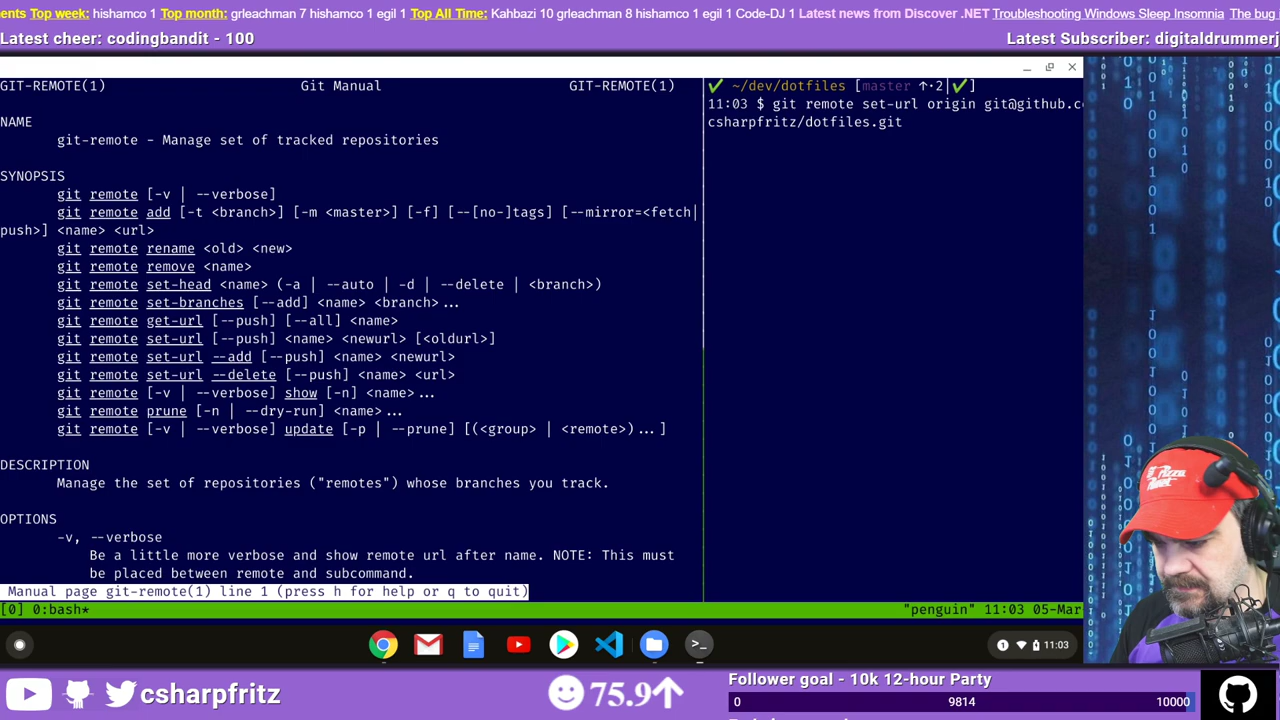 ents Top week: hishamco 1 Top month: grleachman 7 hishamco 1 egil 1 Top All Time: Kahbazi 10 grleachman 8 hishamco 1 egil 1 Code-DJ 1 Latest news from Discover .NET Troubleshooting Windows Sleep Insomnia The bug
Latest cheer: codingbandit - 100
Latest Subscriber: digitaldrummerj
GIT-REMOTE(1) Git Manual GIT-REMOTE(1)
NAME
git-remote - Manage set of tracked repositories
SYNOPSIS
git remote [-v | --verbose]
git remote add [-t <branch>] [-m <master>] [-f] [--[no-]tags] [--mirror=<fetch|
push>] <name> <url>
git remote rename <old> <new>
git remote remove <name>
git remote set-head <name> (-a | --auto | -d | --delete | <branch>)
git remote set-branches [--add] <name> <branch>...
git remote get-url [--push] [--all] <name>
git remote set-url [--push] <name> <newurl> [<oldurl>]
git remote set-url --add [--push] <name> <newurl>
git remote set-url --delete [--push] <name> <url>
git remote [-v | --verbose] show [-n] <name>...
git remote prune [-n | --dry-run] <name>...
git remote [-v | --verbose] update [-p | --prune] [(<group> | <remote>)...]
DESCRIPTION
Manage the set of repositories ("remotes") whose branches you track.
OPTIONS
-v, --verbose
Be a little more verbose and show remote url after name. NOTE: This must
be placed between remote and subcommand.
Manual page git-remote(1) line 1 (press h for help or q to quit)
✔ ~/dev/dotfiles [master ↑·2|✔]
11:03 $ git remote set-url origin git@github.co
csharpfritz/dotfiles.git
[0] 0:bash* "penguin" 11:03 05-Mar
1 11:03
csharpfritz
75.9↑
Follower goal - 10k 12-hour Party
0 9814 10000